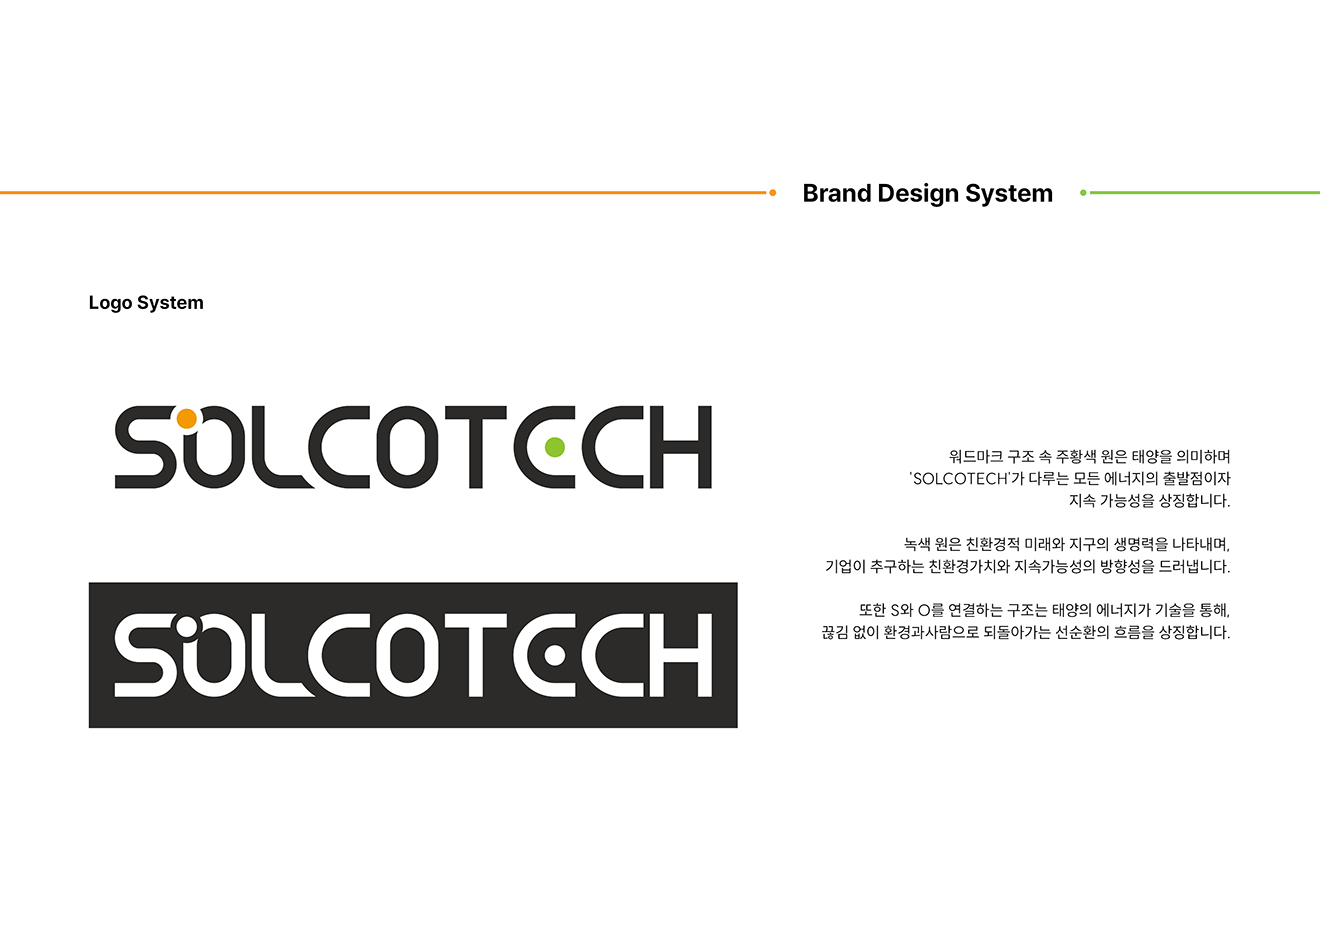 Brand Design System
Logo System
SOLCOTECH
SOLCOTECH
워드마크 구조 속 주황색 원은 태양을 의미하며
'SOLCOTECH'가 다루는 모든 에너지의 출발점이자
지속 가능성을 상징합니다.
녹색 원은 친환경적 미래와 지구의 생명력을 나타내며,
기업이 추구하는 친환경가치와 지속가능성의 방향성을 드러냅니다.
또한 S와 O를 연결하는 구조는 태양의 에너지가 기술을 통해,
끊김 없이 환경과사람으로 되돌아가는 선순환의 흐름을 상징합니다.